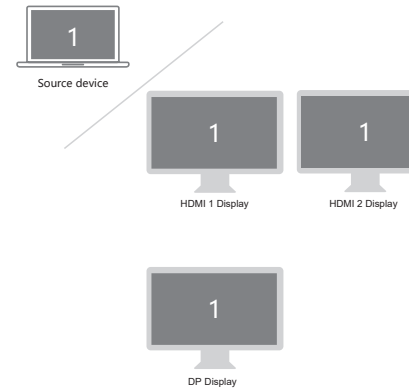 1
Source device
1
1
HDMI 1 Display
HDMI 2 Display
1
DP Display